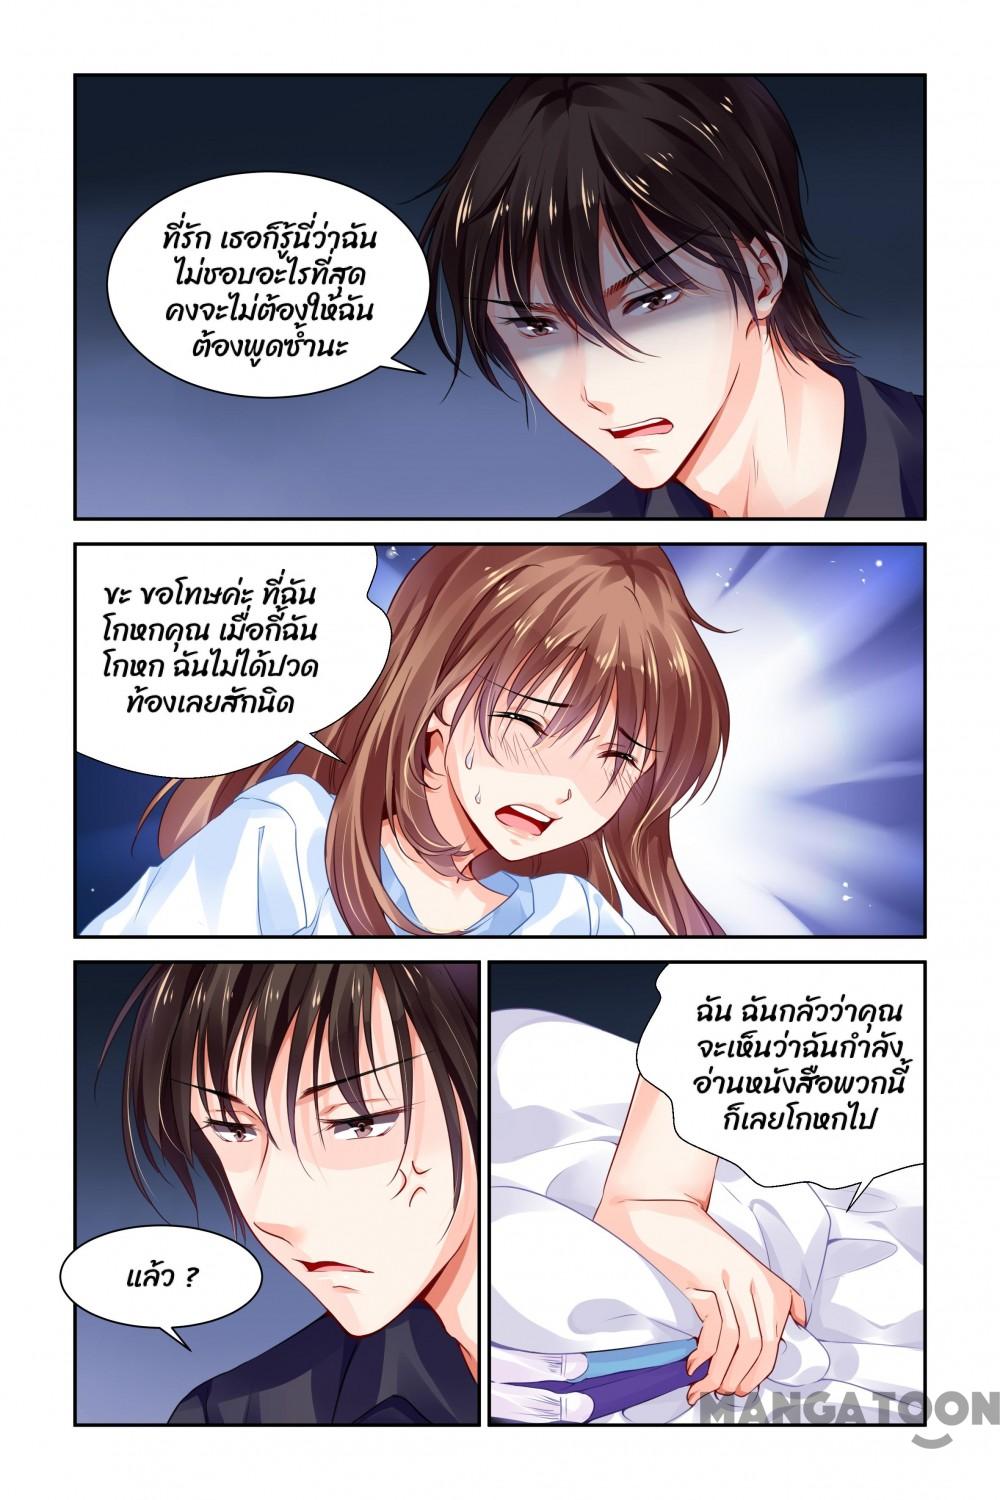 ที่รัก เธอก็รู้นี่ว่าฉัน
ไม่ชอบอะไรที่สุด
คงจะไม่ต้องให้ฉัน
ต้องพูดซ้ำนะ
ขะ ขอโทษค่ะ ที่ฉัน
โกหกคุณ เมื่อกี้ฉัน
โกหก ฉันไม่ได้ปวด
ท้องเลยสักนิด
แล้ว ?
ฉัน ฉันกลัวว่าคุณ
จะเห็นว่าฉันกำลัง
อ่านหนังสือพวกนี้
ก็เลยโกหกไป
MANGATOON